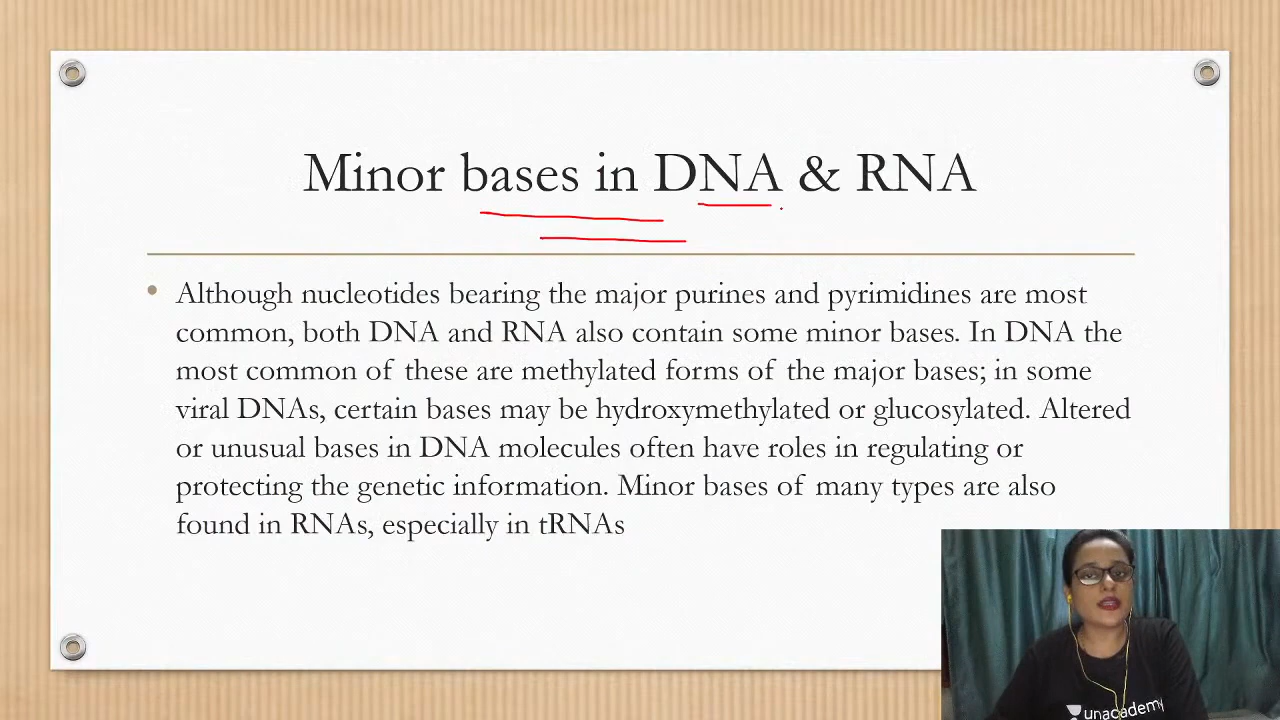 Minor bases in DNA & RNA
• Although nucleotides bearing the major purines and pyrimidines are most
common, both DNA and RNA also contain some minor bases. In DNA the
most common of these are methylated forms of the major bases; in some
viral DNAs, certain bases may be hydroxymethylated or glucosylated. Altered
or unusual bases in DNA molecules often have roles in regulating or
protecting the genetic information. Minor bases of many types are also
found in RNAs, especially in tRNAs
unacademy